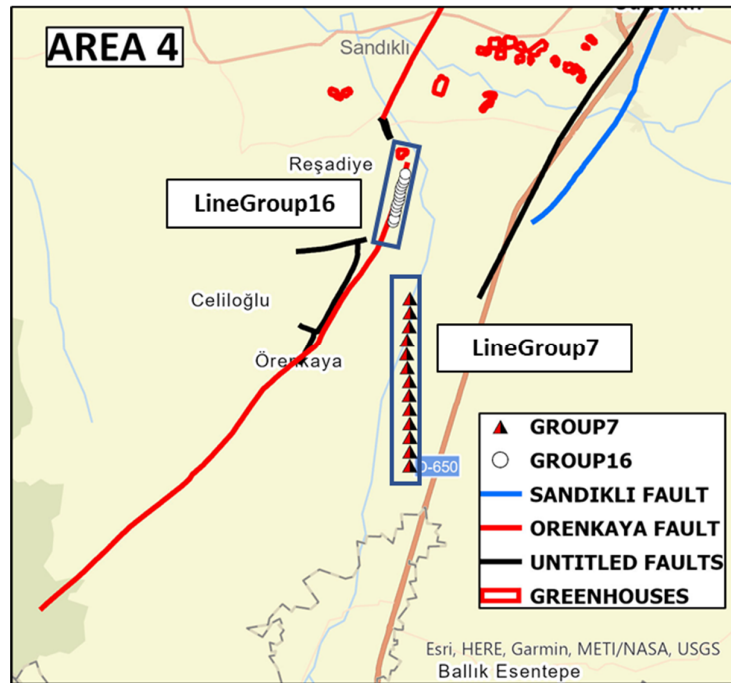 AREA 4
Sandıklı
Reşadiye
LineGroup16
Celiloğlu
LineGroup7
Örenkaya
GROUP7
D-650
GROUP16
SANDIKLI FAULT
ORENKAYA FAULT
UNTITLED FAULTS
GREENHOUSES
Esri, HERE, Garmin, METI/NASA, USGS
Ballık Esentepe